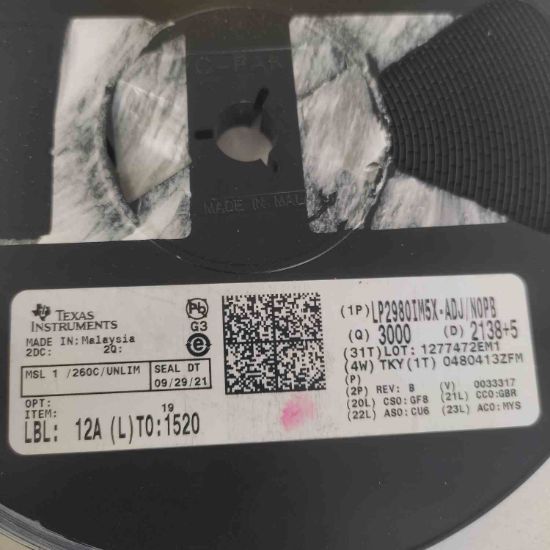 MADE IN MAL
TEXAS
INSTRUMENTS
MADE IN: Malaysia
2DC: 2Q:
MSL 1 /260C/UNLIM
SEAL DT
09/29/21
OPT:
ITEM: 19
LBL: 12A (L)TO:1520
Pb
G3
e
(1P) LP2980IM5X-ADJ/NOPB
(Q) 3000 (D) 2138+5
(31T) LOT: 1277472EM1
(4W) TKY(1T) 0480413ZFM
(P)
(2P) REV: B (V) 0033317
(20L) CSO: GF8 (21L) CCO:GBR
(22L) ASO: CU6 (23L) ACO: MYS